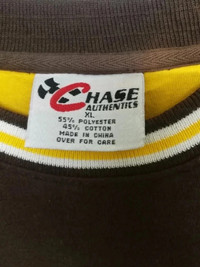 CHASE
AUTHENTICS
XL
55% POLYESTER
45% COTTON
MADE IN CHINA
OVER FOR CARE